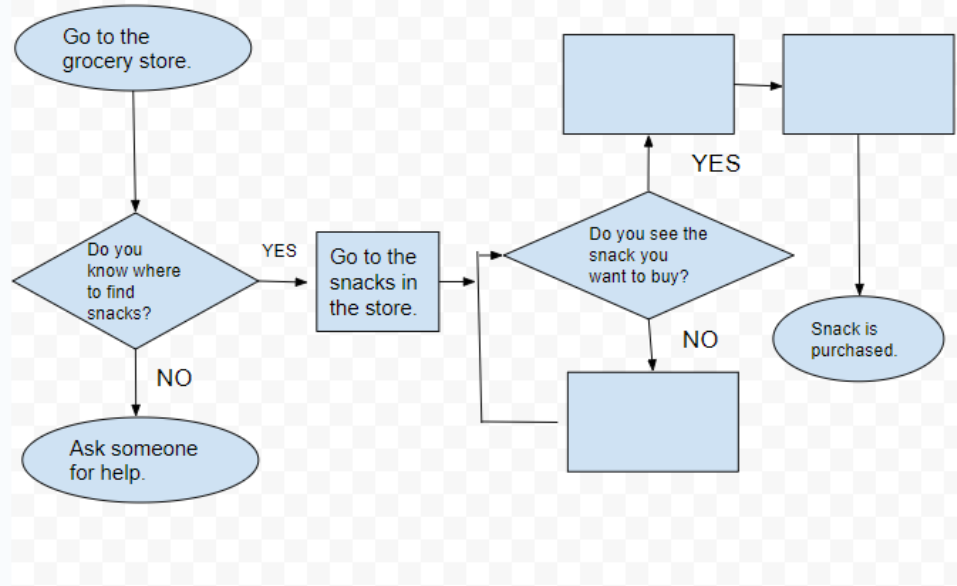 Go to the
grocery store.
Do you
know where
to find
snacks?
YES
Go to the
snacks in
the store.
NO
Ask someone
for help.
Do you see the
snack you
want to buy?
YES
NO
Snack is
purchased.